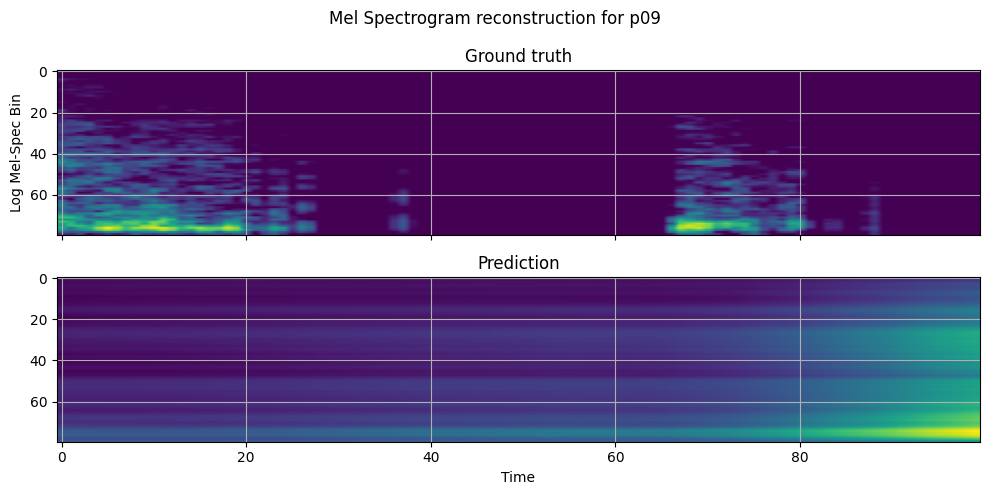 Mel Spectrogram reconstruction for p09
Ground truth
Log Mel-Spec Bin
0
20
40
60
Prediction
0
20
40
60
0 20 40 60 80
Time